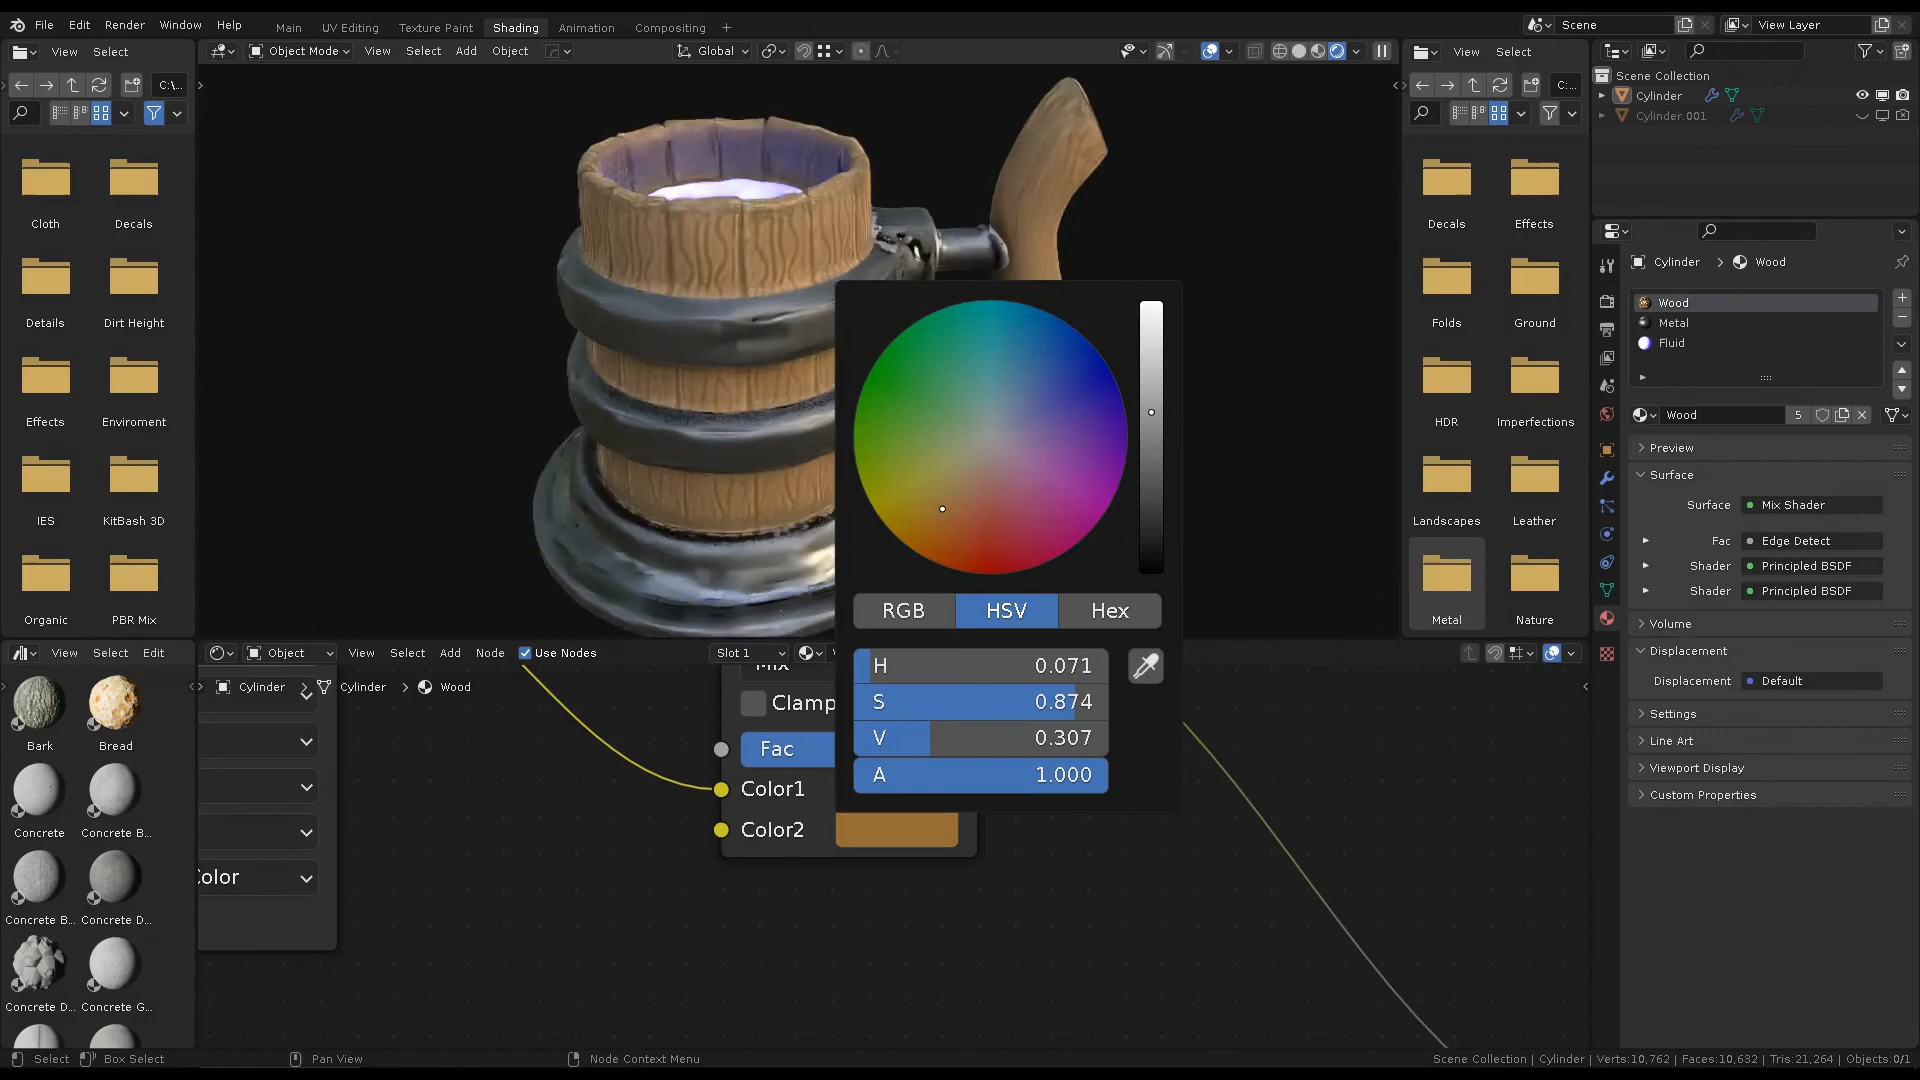 File Edit Render Window Help Main UV Editing Texture Paint Shading Animation Compositing + Scene View Layer
View Select Object Mode View Select Add Object Global View Select
Scene Collection
C:\... C:...
Cylinder
Cylinder.001
Cloth Decals Decals Effects
Cylinder > Wood
Details Dirt Height Folds Ground
Wood
Metal
Fluid
Effects Enviroment HDR Imperfections
Wood 5
Preview
Surface
Surface Mix Shader
IES KitBash 3D Landscapes Leather
Fac Edge Detect
Shader Principled BSDF
Shader Principled BSDF
Organic PBR Mix Metal Nature
Volume
Displacement
Displacement Default
Settings
Line Art
Viewport Display
Custom Properties
RGB HSV Hex
View Select Edit Object View Select Add Node Use Nodes Slot 1
H 0.071
S 0.874
V 0.307
A 1.000
Cylinder > Cylinder > Wood
Mix
Clamp
Fac
Color1
Color2
Color
Bark Bread
Concrete Concrete B...
Concrete B... Concrete D...
Concrete D... Concrete G...
Select Box Select Pan View Node Context Menu Scene Collection | Cylinder | Verts:10,762 | Faces:10,632 | Tris:21,264 | Objects:0/1